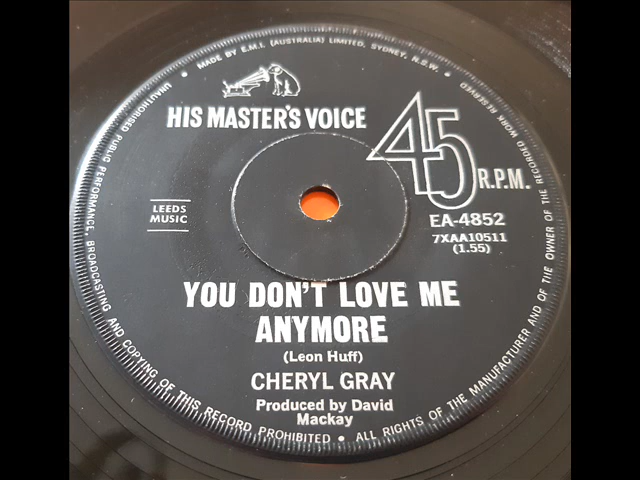 MADE BY E.M.I. (AUSTRALIA) LIMITED, SYDNEY, N.S.W.
HIS MASTER'S VOICE
45 R.P.M.
LEEDS
MUSIC
EA-4852
7XAA10511
(1.55)
YOU DON'T LOVE ME
ANYMORE
(Leon Huff)
CHERYL GRAY
Produced by David
Mackay
UNAUTHORISED PUBLIC PERFORMANCE, BROADCASTING AND COPYING OF THIS RECORD PROHIBITED • ALL RIGHTS OF THE MANUFACTURER AND OF THE OWNER OF THE RECORDED WORK RESERVED